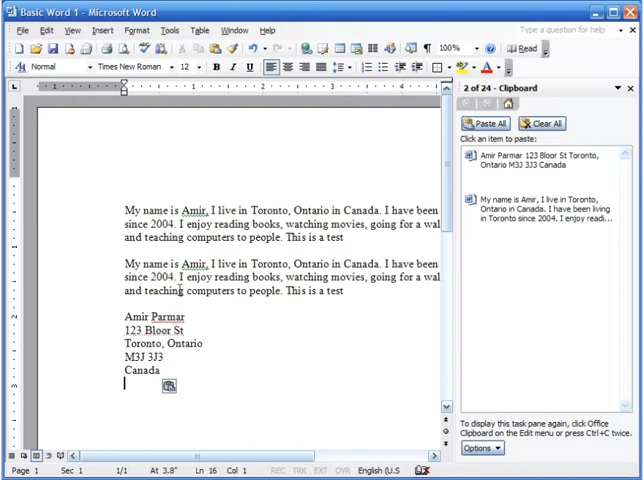 Basic Word 1 - Microsoft Word
File Edit View Insert Format Tools Table Window Help
Type a question for help
100% Read
Normal Times New Roman 12 B I U
1 1 2 3 4
2 of 24 - Clipboard
Paste All Clear All
Click an item to paste:
Amir Parmar 123 Bloor St Toronto,
Ontario M3J 3J3 Canada
My name is Amir, I live in Toronto,
Ontario in Canada. I have been living
in Toronto since 2004. I enjoy readi...
My name is Amir, I live in Toronto, Ontario in Canada. I have been
since 2004. I enjoy reading books, watching movies, going for a wal
and teaching computers to people. This is a test
My name is Amir, I live in Toronto, Ontario in Canada. I have been
since 2004. I enjoy reading books, watching movies, going for a wal
and teaching computers to people. This is a test
Amir Parmar
123 Bloor St
Toronto, Ontario
M3J 3J3
Canada
To display this task pane again, click Office
Clipboard on the Edit menu or press Ctrl+C twice.
Options
Page 1 Sec 1 1/1 At 3.8" Ln 16 Col 1 REC TRK EXT OVR English (U.S